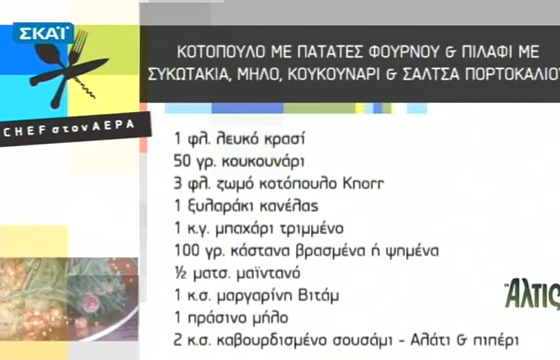 ΣΚΑΪ
ΚΟΤΟΠΟΥΛΟ ΜΕ ΠΑΤΑΤΕΣ ΦΟΥΡΝΟΥ & ΠΙΛΑΦΙ ΜΕ
ΣΥΚΩΤΑΚΙΑ, ΜΗΛΟ, ΚΟΥΚΟΥΝΑΡΙ & ΣΑΛΤΣΑ ΠΟΡΤΟΚΑΛΙΟΥ
CHEF στον ΑΕΡΑ
1 φλ. λευκό κρασί
50 γρ. κουκουνάρι
3 φλ. ζωμό κοτόπουλο Knorr
1 ξυλαράκι κανέλας
1 κ.γ. μπαχάρι τριμμένο
100 γρ. κάστανα βρασμένα ή ψημένα
½ ματσ. μαϊντανό
1 κ.σ. μαργαρίνη Βιτάμ
1 πράσινο μήλο
2 κ.σ. καβουρδισμένο σουσάμι - Αλάτι & πιπέρι
Άλτις